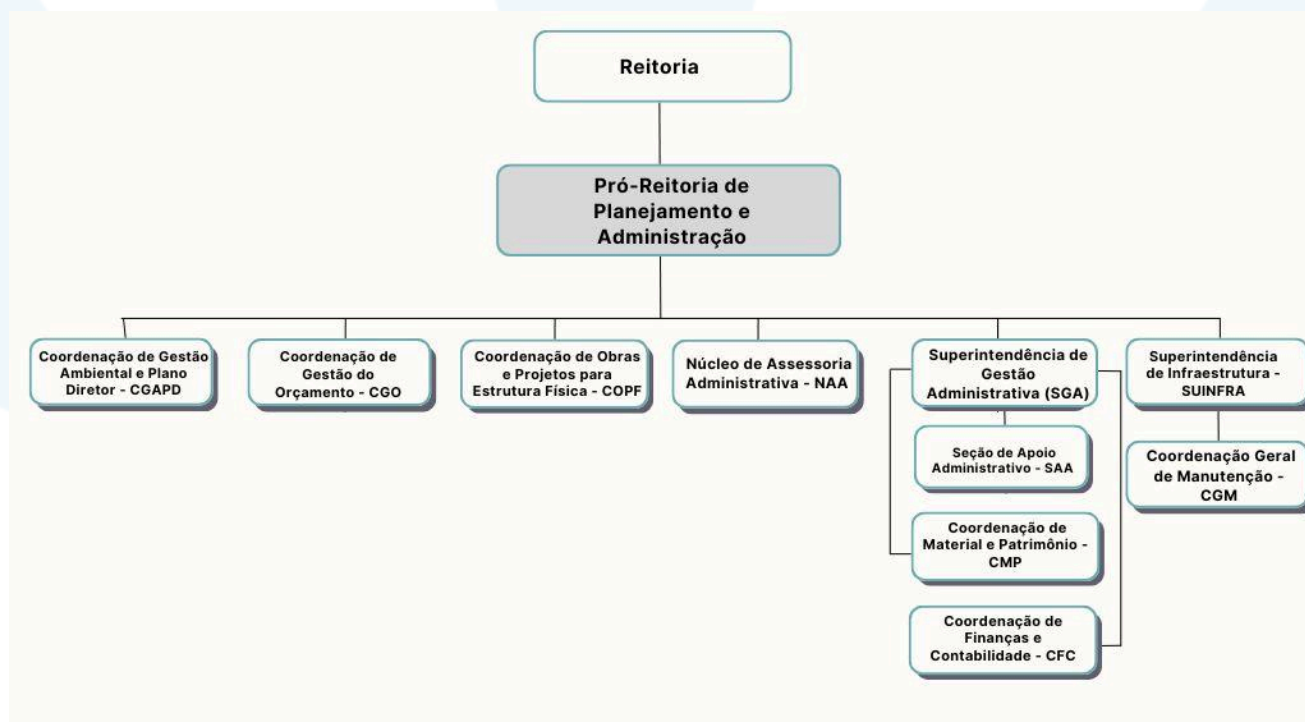 Reitoria
Pró-Reitoria de
Planejamento e
Administração
Coordenação de Gestão
Ambiental e Plano
Diretor - CGAPD
Coordenação de
Gestão do
Orçamento - CGO
Coordenação de Obras
e Projetos para
Estrutura Física - COPF
Núcleo de Assessoria
Administrativa - NAA
Superintendência de
Gestão
Administrativa (SGA)
Superintendência
de Infraestrutura -
SUINFRA
Seção de Apoio
Administrativo - SAA
Coordenação Geral
de Manutenção -
CGM
Coordenação de
Material e Patrimônio -
CMP
Coordenação de
Finanças e
Contabilidade - CFC